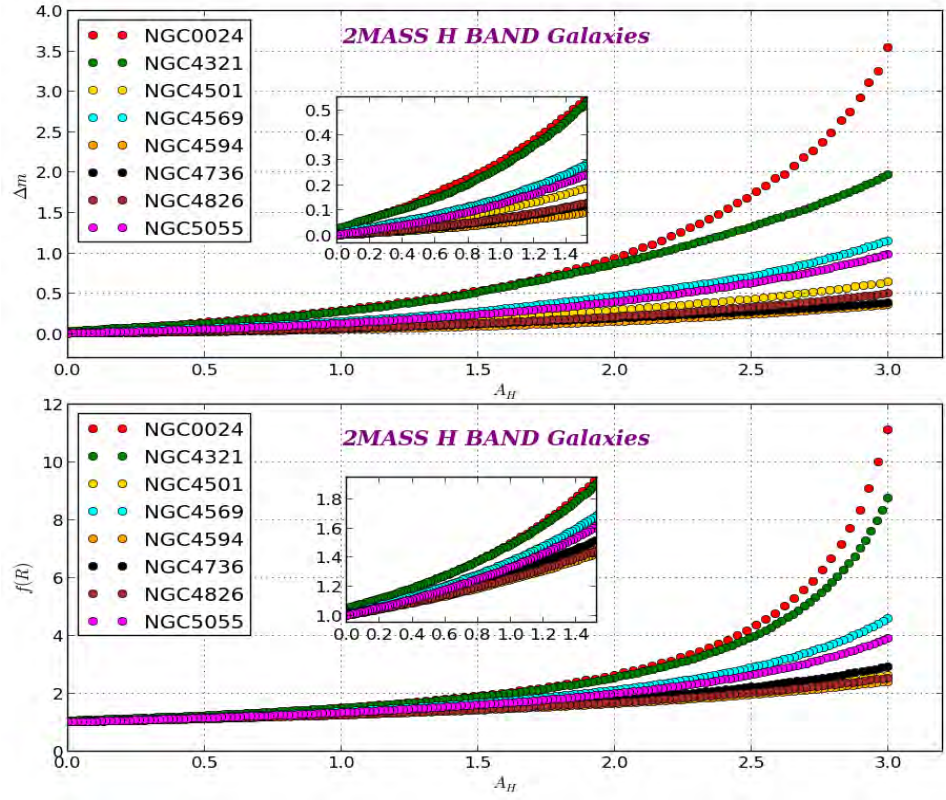 4.0
3.5
3.0
2.5
2.0
1.5
1.0
0.5
0.0
Δm
2MASS H BAND Galaxies
NGC0024
NGC4321
NGC4501
NGC4569
NGC4594
NGC4736
NGC4826
NGC5055
0.5
0.4
0.3
0.2
0.1
0.0
0.0 0.2 0.4 0.6 0.8 1.0 1.2 1.4
0.0 0.5 1.0 1.5 2.0 2.5 3.0
A_H
12
10
8
6
4
2
0
f(R)
2MASS H BAND Galaxies
NGC0024
NGC4321
NGC4501
NGC4569
NGC4594
NGC4736
NGC4826
NGC5055
1.8
1.6
1.4
1.2
1.0
0.0 0.2 0.4 0.6 0.8 1.0 1.2 1.4
0.0 0.5 1.0 1.5 2.0 2.5 3.0
A_H